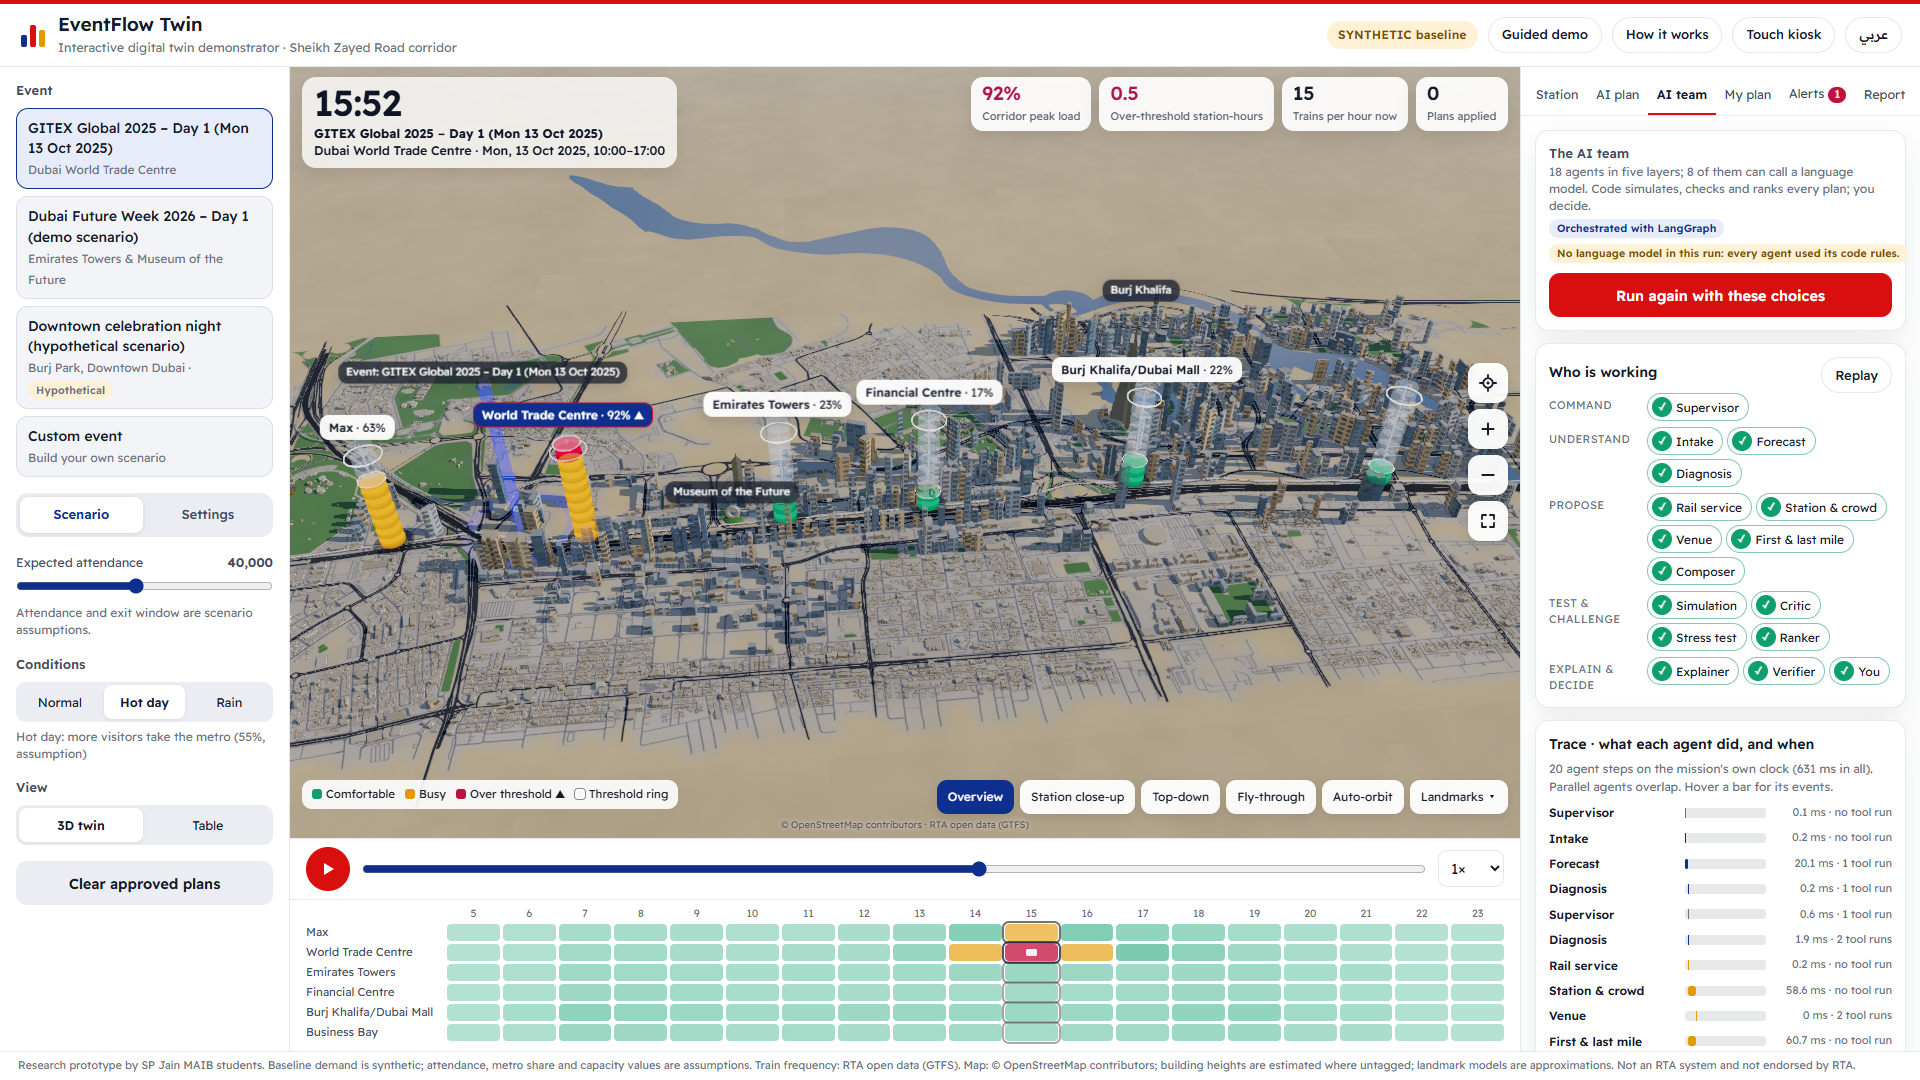 EventFlow Twin
Interactive digital twin demonstrator · Sheikh Zayed Road corridor
SYNTHETIC baseline
Guided demo
How it works
Touch kiosk
عربي
Event
GITEX Global 2025 – Day 1 (Mon
13 Oct 2025)
Dubai World Trade Centre
Dubai Future Week 2026 – Day 1
(demo scenario)
Emirates Towers & Museum of the
Future
Downtown celebration night
(hypothetical scenario)
Burj Park, Downtown Dubai ·
Hypothetical
Custom event
Build your own scenario
Scenario
Settings
Expected attendance
40,000
Attendance and exit window are scenario
assumptions.
Conditions
Normal
Hot day
Rain
Hot day: more visitors take the metro (55%,
assumption)
View
3D twin
Table
Clear approved plans
15:52
GITEX Global 2025 – Day 1 (Mon 13 Oct 2025)
Dubai World Trade Centre · Mon, 13 Oct 2025, 10:00–17:00
92%
Corridor peak load
0.5
Over-threshold station-hours
15
Trains per hour now
0
Plans applied
Burj Khalifa
Event: GITEX Global 2025 – Day 1 (Mon 13 Oct 2025)
Burj Khalifa/Dubai Mall · 22%
Financial Centre · 17%
Emirates Towers · 23%
World Trade Centre · 92% ▲
Max · 63%
Museum of the Future
Comfortable
Busy
Over threshold ▲
Threshold ring
Overview
Station close-up
Top-down
Fly-through
Auto-orbit
Landmarks
© OpenStreetMap contributors · RTA open data (GTFS)
1×
5 6 7 8 9 10 11 12 13 14 15 16 17 18 19 20 21 22 23
Max
World Trade Centre
Emirates Towers
Financial Centre
Burj Khalifa/Dubai Mall
Business Bay
Station
AI plan
AI team
My plan
Alerts 1
Report
The AI team
18 agents in five layers; 8 of them can call a language
model. Code simulates, checks and ranks every plan; you
decide.
Orchestrated with LangGraph
No language model in this run: every agent used its code rules.
Run again with these choices
Who is working
Replay
COMMAND
Supervisor
UNDERSTAND
Intake
Forecast
Diagnosis
PROPOSE
Rail service
Station & crowd
Venue
First & last mile
Composer
TEST &
CHALLENGE
Simulation
Critic
Stress test
Ranker
EXPLAIN &
DECIDE
Explainer
Verifier
You
Trace · what each agent did, and when
20 agent steps on the mission's own clock (631 ms in all).
Parallel agents overlap. Hover a bar for its events.
Supervisor 0.1 ms · no tool run
Intake 0.2 ms · no tool run
Forecast 20.1 ms · 1 tool run
Diagnosis 0.2 ms · 1 tool run
Supervisor 0.6 ms · 1 tool run
Diagnosis 1.9 ms · 2 tool runs
Rail service 0.2 ms · no tool run
Station & crowd 58.6 ms · no tool run
Venue 0 ms · 2 tool runs
First & last mile 60.7 ms · no tool run
Research prototype by SP Jain MAIB students. Baseline demand is synthetic; attendance, metro share and capacity values are assumptions. Train frequency: RTA open data (GTFS). Map: © OpenStreetMap contributors; building heights are estimated where untagged; landmark models are approximations. Not an RTA system and not endorsed by RTA.